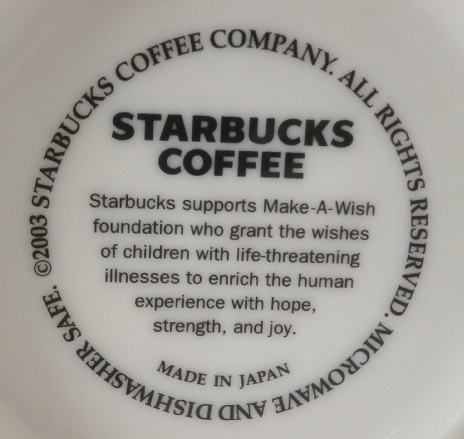 ©2003 STARBUCKS COFFEE COMPANY. ALL RIGHTS RESERVED. MICROWAVE AND DISHWASHER SAFE.
STARBUCKS
COFFEE
Starbucks supports Make-A-Wish
foundation who grant the wishes
of children with life-threatening
illnesses to enrich the human
experience with hope,
strength, and joy.
MADE IN JAPAN